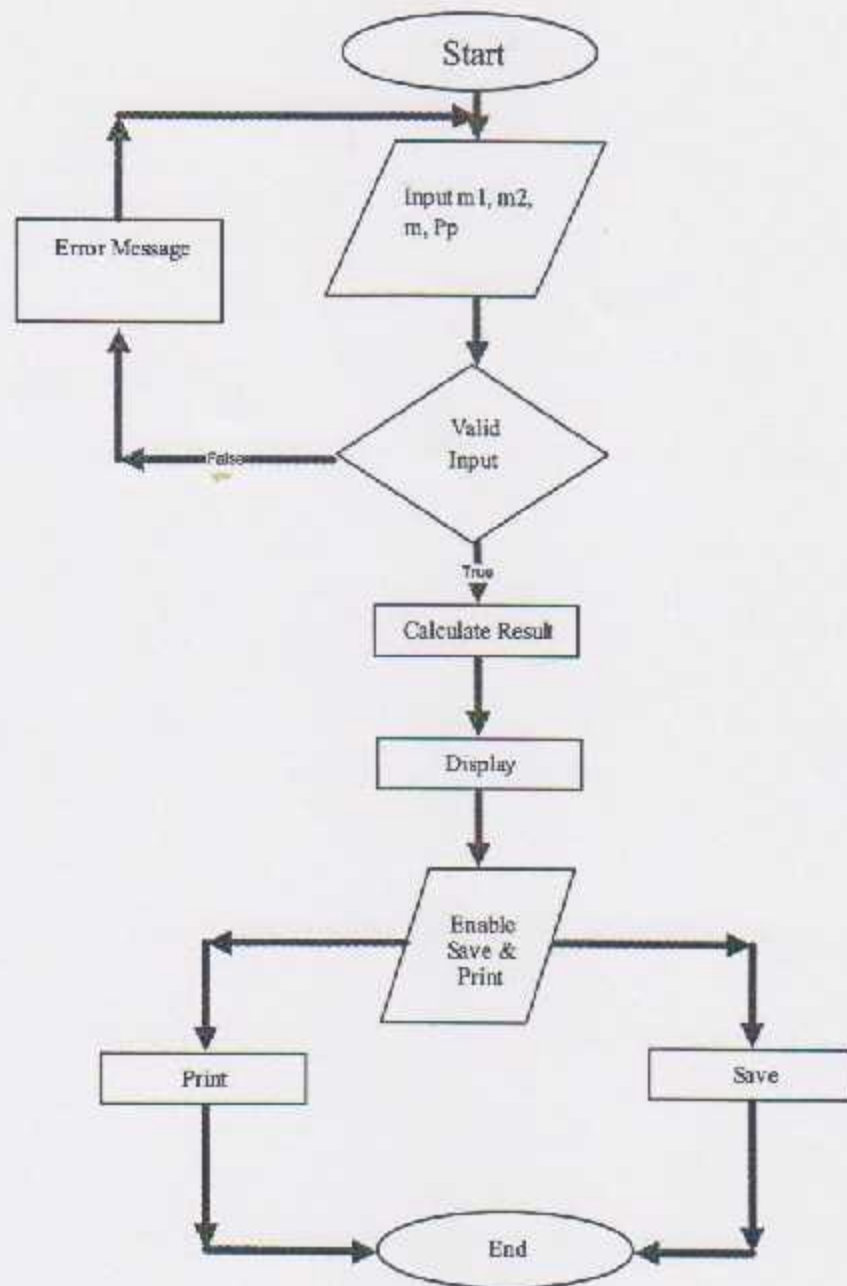 Start
Input m1, m2,
m, Pp
Error Message
Valid
Input
False
True
Calculate Result
Display
Enable
Save &
Print
Print
Save
End